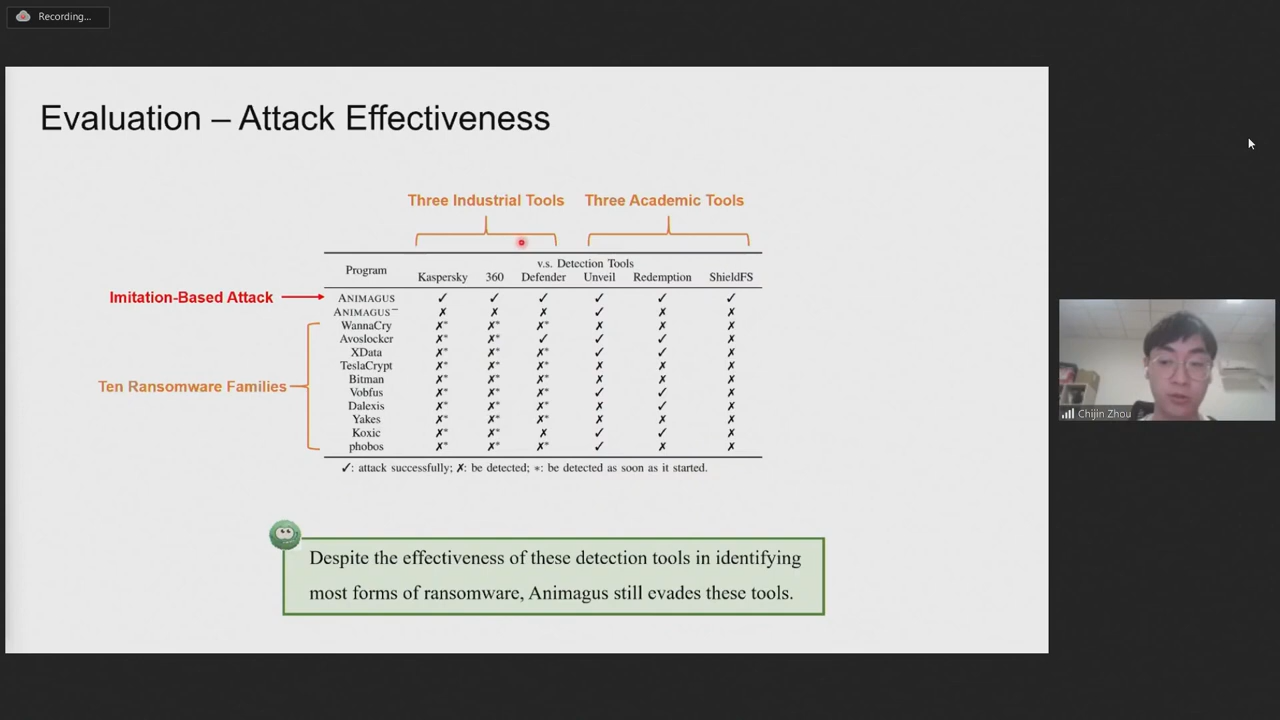 Recording...
Evaluation – Attack Effectiveness
Three Industrial Tools Three Academic Tools
Program v.s. Detection Tools
Kaspersky 360 Defender Unveil Redemption ShieldFS
Imitation-Based Attack
ANIMAGUS ✓ ✓ ✓ ✓ ✓ ✓
ANIMAGUS⁻ ✗ ✗ ✗ ✓ ✗ ✗
WannaCry ✗* ✗* ✗* ✗ ✗ ✗
Avoslocker ✗* ✗* ✓ ✓ ✓ ✗
XData ✗* ✗* ✗* ✓ ✓ ✗
TeslaCrypt ✗* ✗* ✗* ✗ ✗ ✗
Bitman ✗* ✗* ✗* ✗ ✗ ✗
Ten Ransomware Families
Vobfus ✗* ✗* ✗* ✓ ✓ ✗
Dalexis ✗* ✗* ✗* ✗ ✓ ✗
Yakes ✗* ✗* ✗* ✗ ✗ ✗
Koxic ✗* ✗* ✗ ✓ ✓ ✗
phobos ✗* ✗* ✗* ✓ ✗ ✗
✓: attack successfully; ✗: be detected; *: be detected as soon as it started.
Despite the effectiveness of these detection tools in identifying
most forms of ransomware, Animagus still evades these tools.
Chijin Zhou